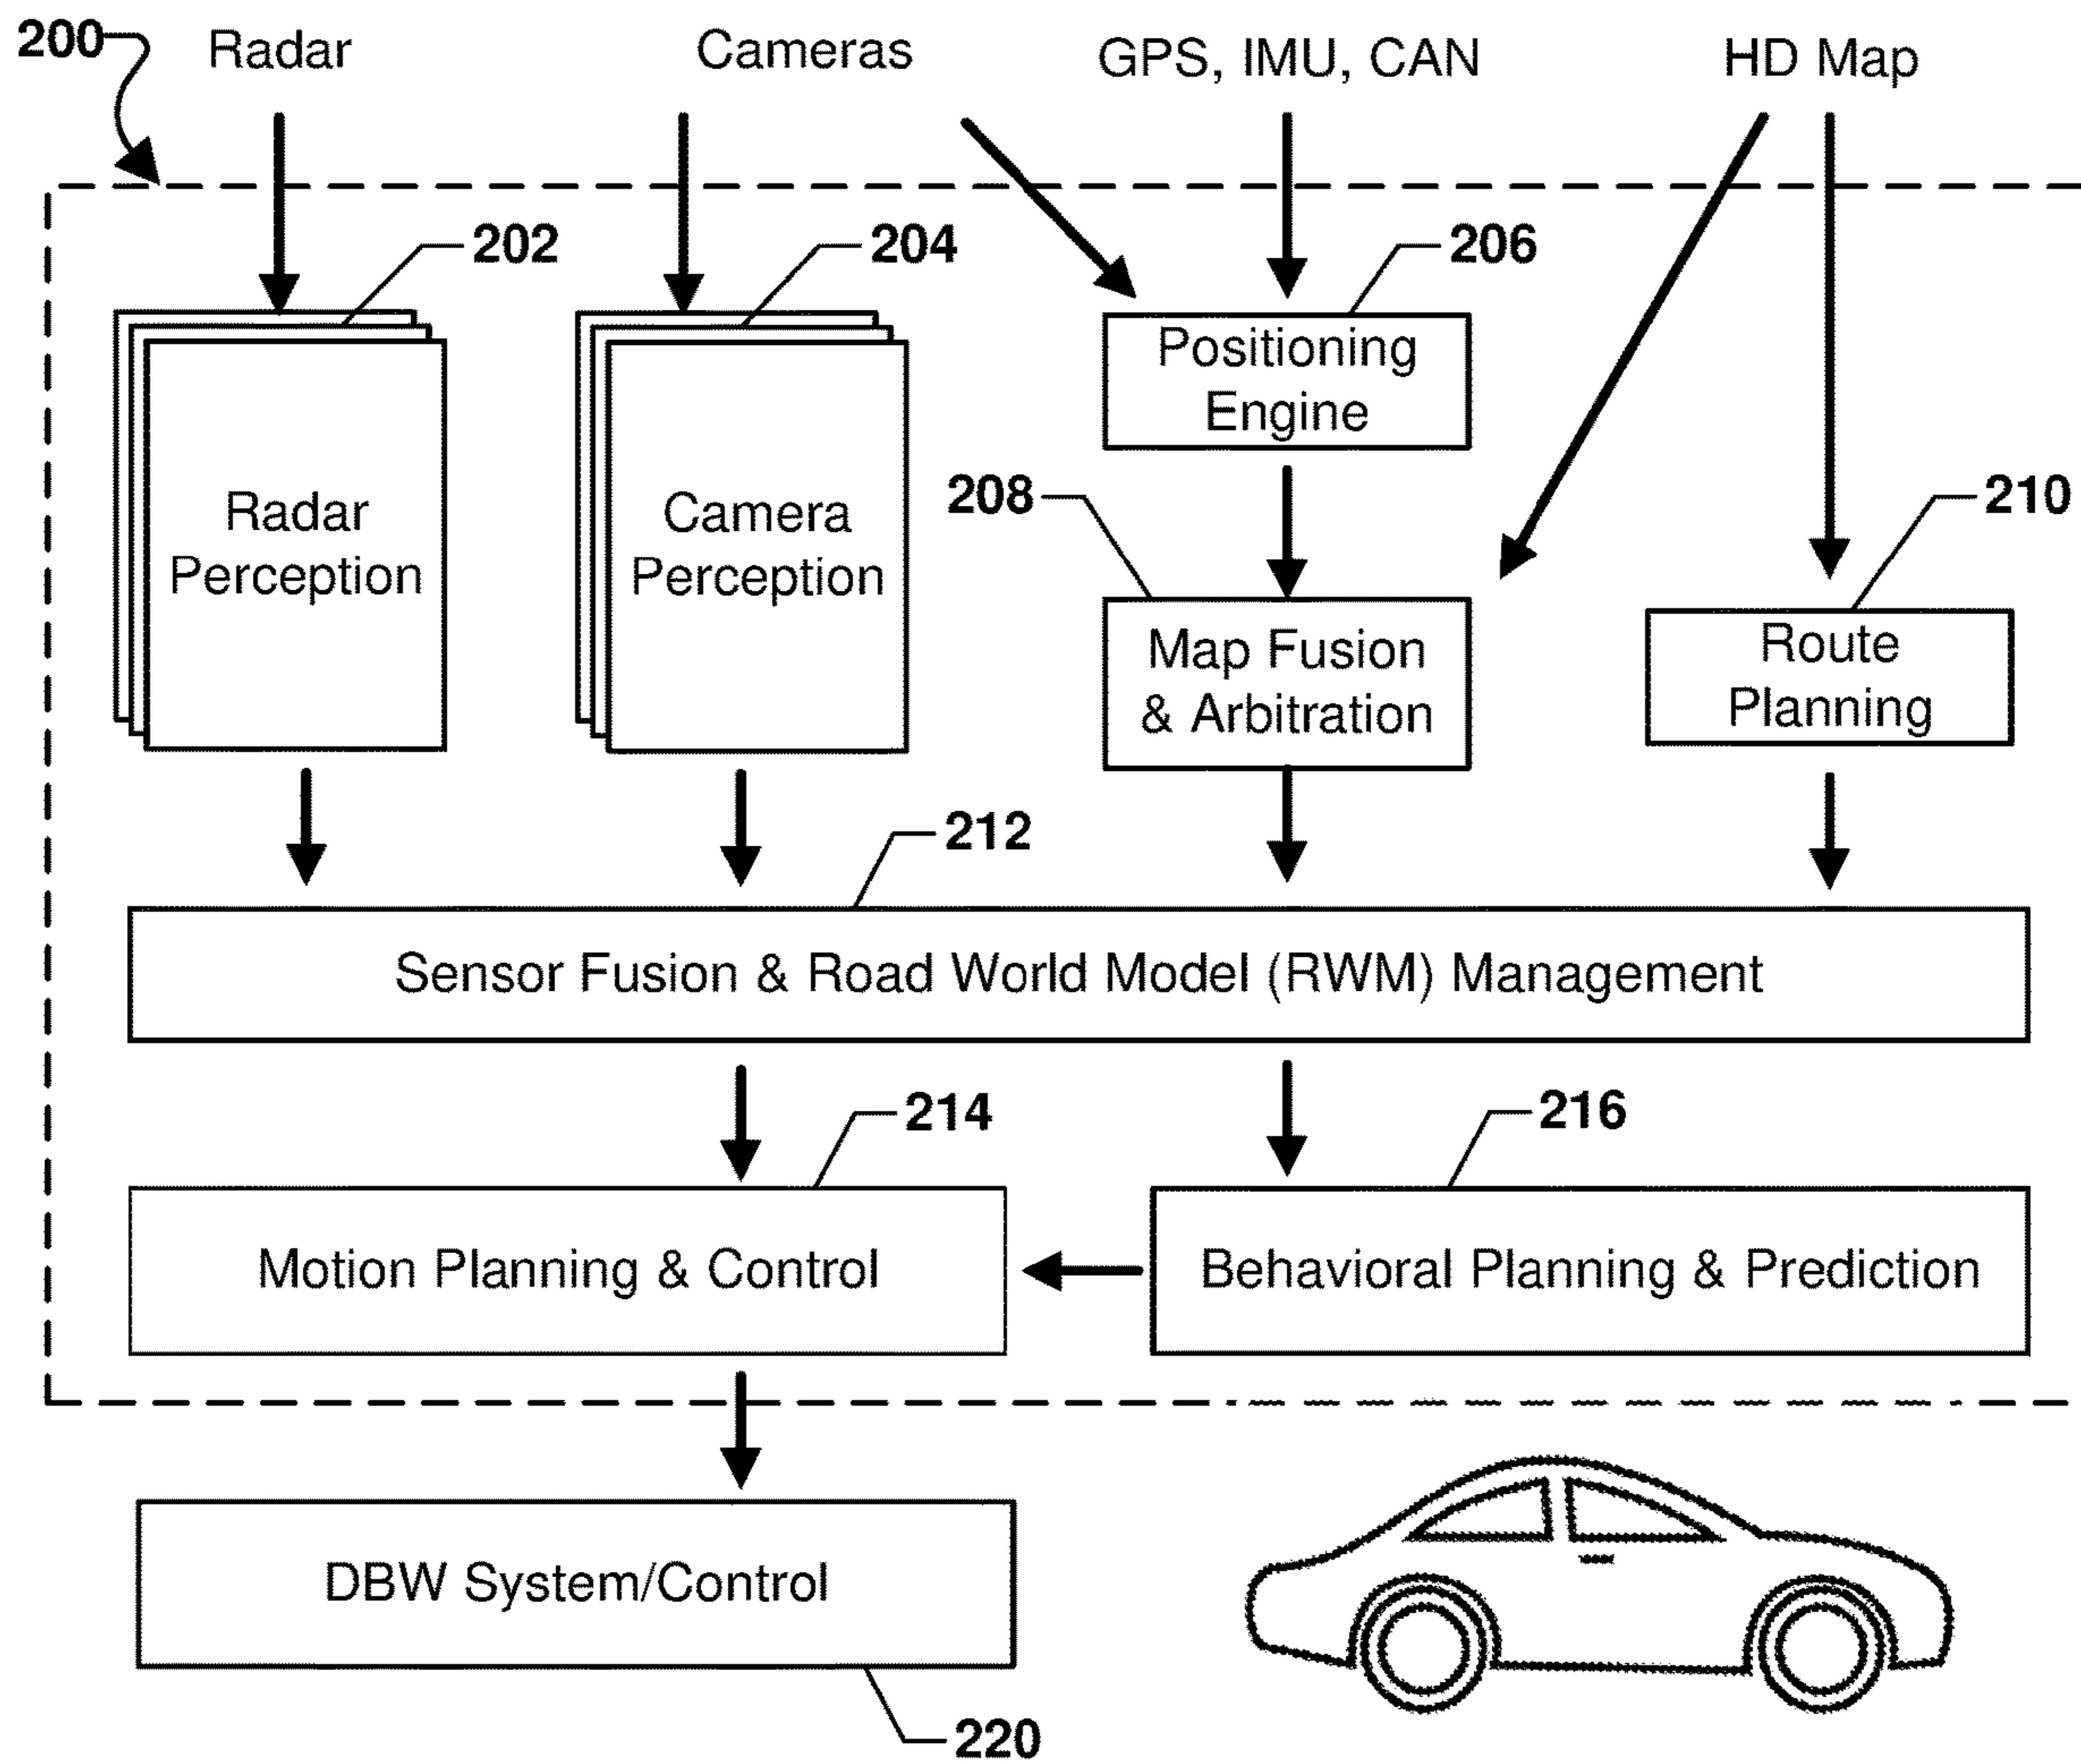 200
Radar
Cameras
GPS, IMU, CAN
HD Map
202
204
206
Radar
Perception
Camera
Perception
Positioning
Engine
208
210
Map Fusion
& Arbitration
Route
Planning
212
Sensor Fusion & Road World Model (RWM) Management
214
216
Motion Planning & Control
Behavioral Planning & Prediction
DBW System/Control
220